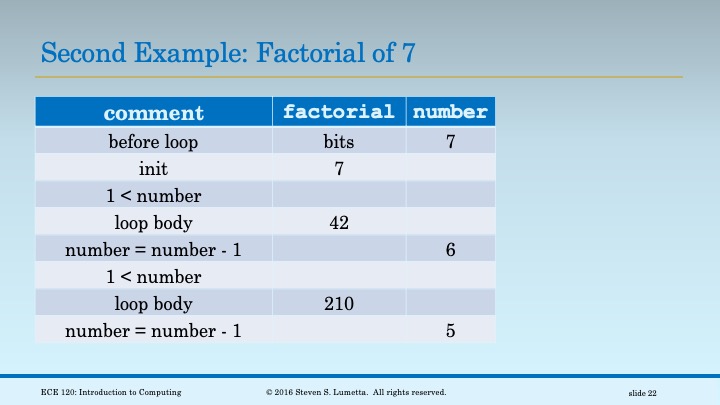 Second Example: Factorial of 7
comment factorial number
before loop bits 7
init 7
1 < number
loop body 42
number = number - 1 6
1 < number
loop body 210
number = number - 1 5
ECE 120: Introduction to Computing © 2016 Steven S. Lumetta. All rights reserved. slide 22